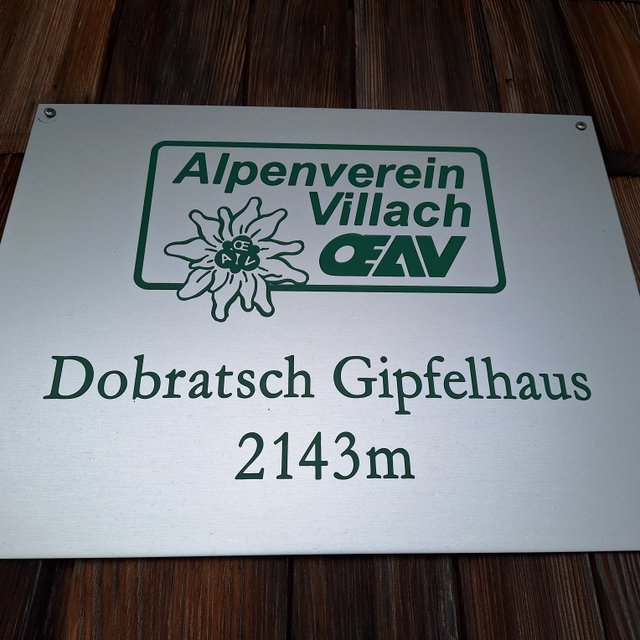 Alpenverein
Villach
ŒAV
Dobratsch Gipfelhaus
2143m